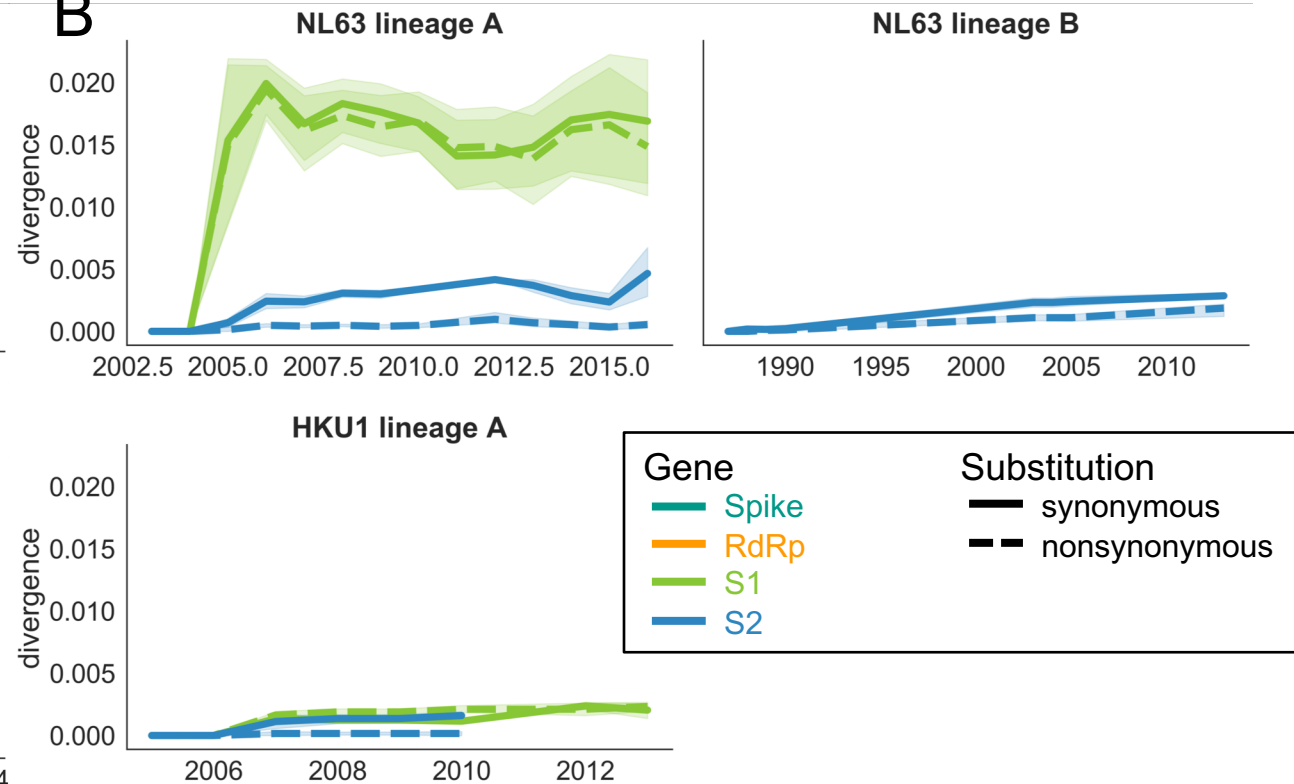 B
NL63 lineage A
NL63 lineage B
divergence
0.020
0.015
0.010
0.005
0.000
2002.5 2005.0 2007.5 2010.0 2012.5 2015.0
1990 1995 2000 2005 2010
HKU1 lineage A
divergence
0.020
0.015
0.010
0.005
0.000
2006 2008 2010 2012
Gene
Spike
RdRp
S1
S2
Substitution
synonymous
nonsynonymous
4